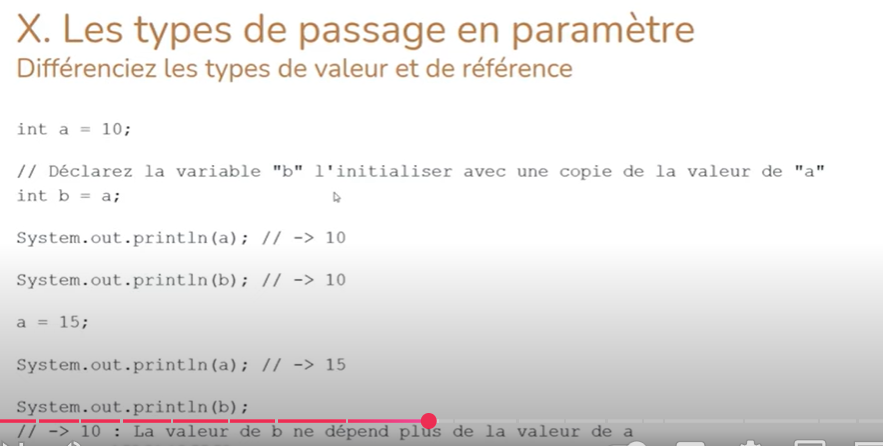 X. Les types de passage en paramètre
Différenciez les types de valeur et de référence
int a = 10;
// Déclarez la variable "b" l'initialiser avec une copie de la valeur de "a"
int b = a;
System.out.println(a); // -> 10
System.out.println(b); // -> 10
a = 15;
System.out.println(a); // -> 15
System.out.println(b);
// -> 10 : La valeur de b ne dépend plus de la valeur de a